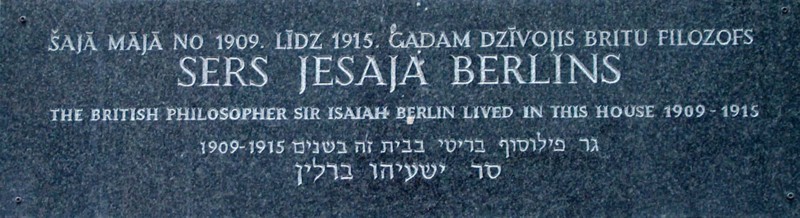 ŠAJĀ MĀJĀ NO 1909. LĪDZ 1915. GADAM DZĪVOJIS BRITU FILOZOFS
SERS JESAJA BERLINS
THE BRITISH PHILOSOPHER SIR ISAIAH BERLIN LIVED IN THIS HOUSE 1909-1915
גר פילוסוף בריטי בבית זה בשנים 1909-1915
סר ישעיהו ברלין